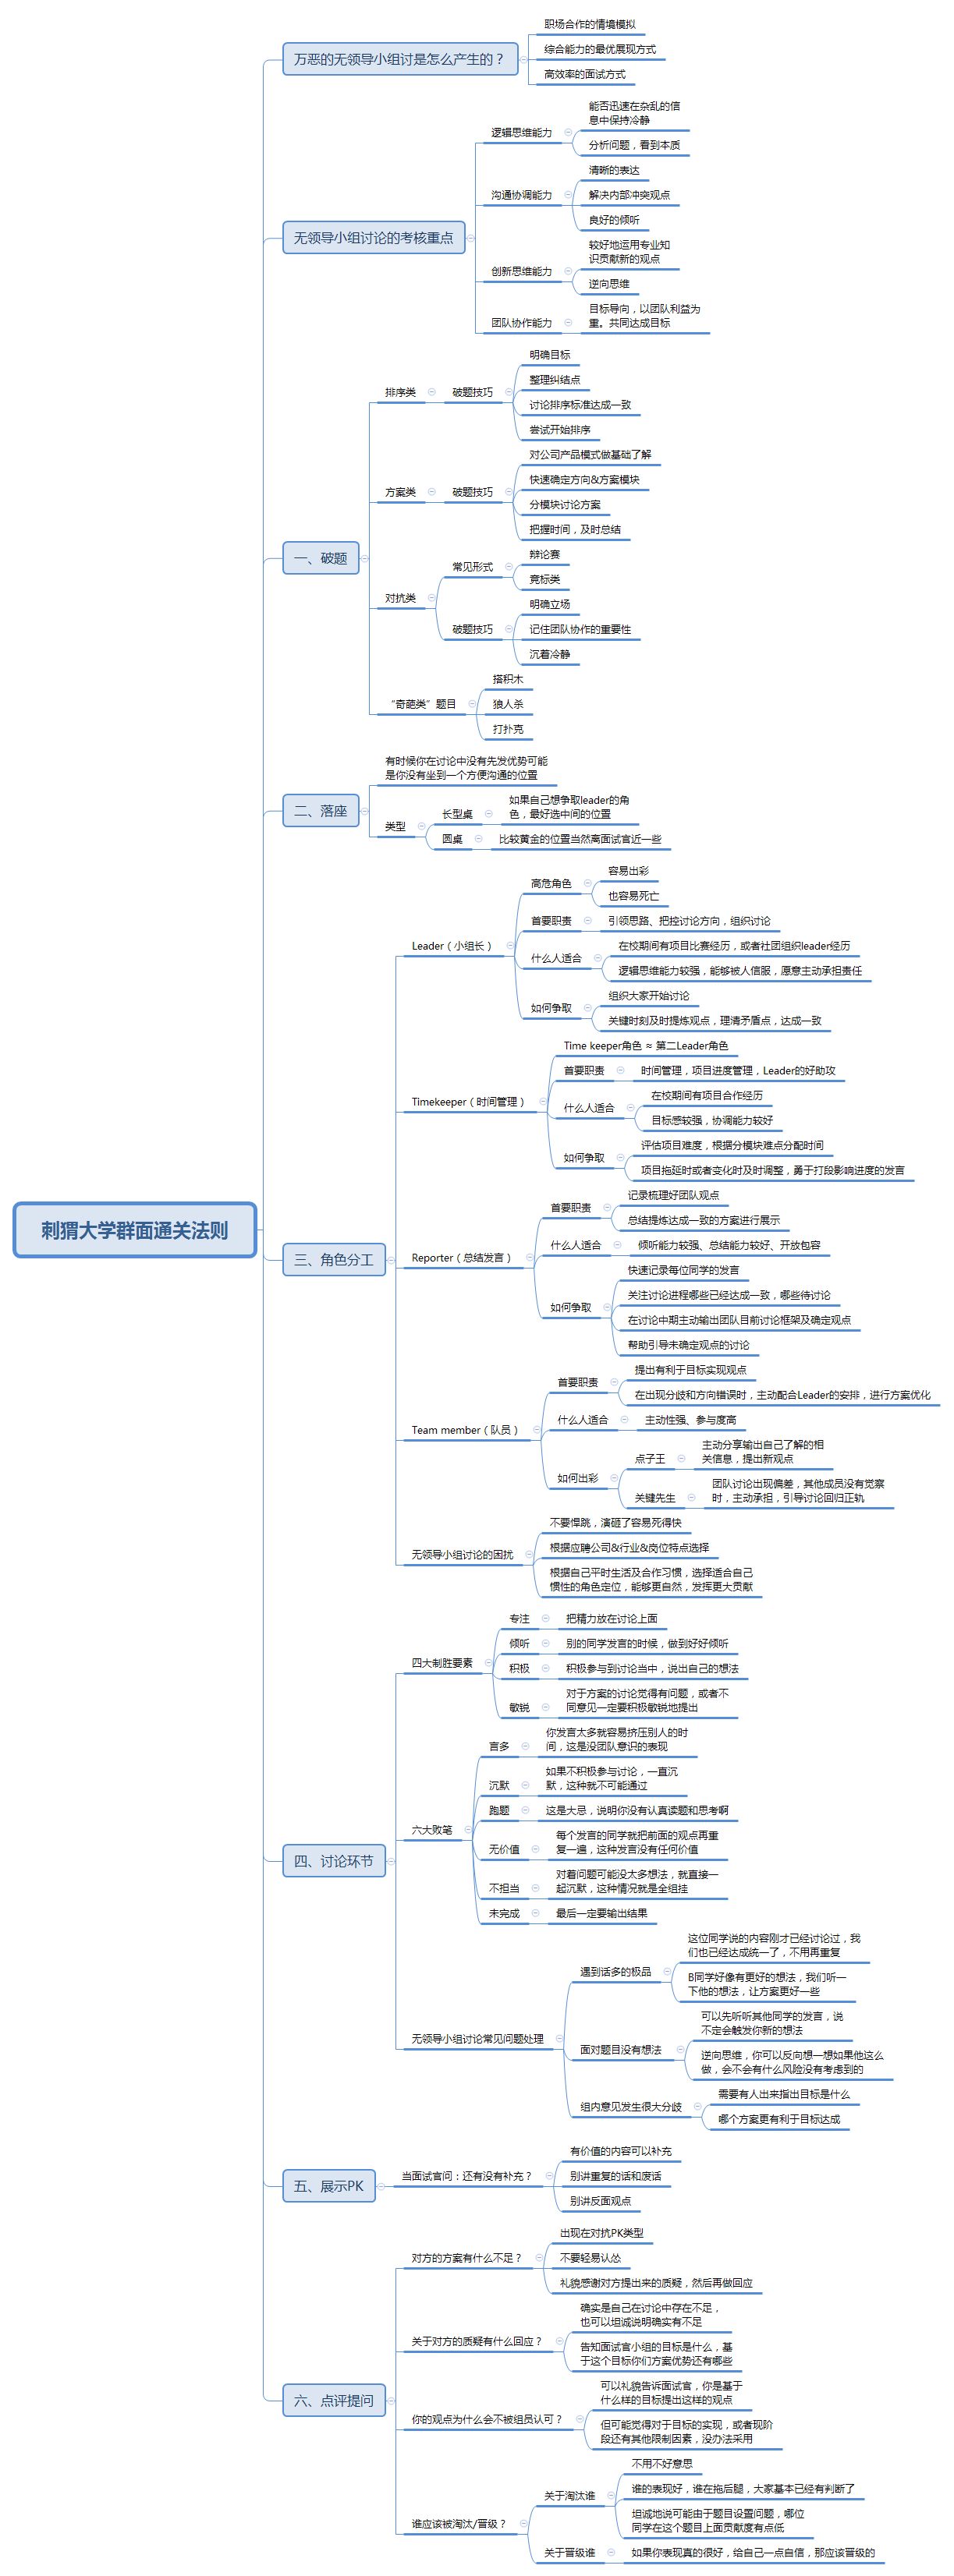 刺猬大学群面通关法则
万恶的无领导小组讨是怎么产生的？
职场合作的情境模拟
综合能力的最优展现方式
高效率的面试方式
无领导小组讨论的考核重点
逻辑思维能力
能否迅速在杂乱的信
息中保持冷静
分析问题，看到本质
沟通协调能力
清晰的表达
解决内部冲突观点
良好的倾听
创新思维能力
较好地运用专业知
识贡献新的观点
逆向思维
团队协作能力
目标导向，以团队利益为
重。共同达成目标
一、破题
排序类
破题技巧
明确目标
整理纠结点
讨论排序标准达成一致
尝试开始排序
方案类
破题技巧
对公司产品模式做基础了解
快速确定方向&方案模块
分模块讨论方案
把握时间，及时总结
对抗类
常见形式
辩论赛
竞标类
破题技巧
明确立场
记住团队协作的重要性
沉着冷静
“奇葩类”题目
搭积木
狼人杀
打扑克
二、落座
有时候你在讨论中没有先发优势可能
是你没有坐到一个方便沟通的位置
类型
长型桌
如果自己想争取leader的角
色，最好选中间的位置
圆桌
比较黄金的位置当然离面试官近一些
三、角色分工
Leader（小组长）
高危角色
容易出彩
也容易死亡
首要职责
引领思路、把控讨论方向，组织讨论
什么人适合
在校期间有项目比赛经历，或者社团组织leader经历
逻辑思维能力较强，能够被人信服，愿意主动承担责任
如何争取
组织大家开始讨论
关键时刻及时提炼观点，理清矛盾点，达成一致
Timekeeper（时间管理）
Time keeper角色 ≈ 第二Leader角色
首要职责
时间管理，项目进度管理，Leader的好助攻
什么人适合
在校期间有项目合作经历
目标感较强，协调能力较好
如何争取
评估项目难度，根据分模块难点分配时间
项目拖延时或者变化时及时调整，勇于打段影响进度的发言
Reporter（总结发言）
首要职责
记录梳理好团队观点
总结提炼达成一致的方案进行展示
什么人适合
倾听能力较强、总结能力较好、开放包容
如何争取
快速记录每位同学的发言
关注讨论进程哪些已经达成一致，哪些待讨论
在讨论中期主动输出团队目前讨论框架及确定观点
帮助引导未确定观点的讨论
Team member（队员）
首要职责
提出有利于目标实现观点
在出现分歧和方向错误时，主动配合Leader的安排，进行方案优化
什么人适合
主动性强、参与度高
如何出彩
点子王
主动分享输出自己了解的相
关信息，提出新观点
关键先生
团队讨论出现偏差，其他成员没有觉察
时，主动承担，引导讨论回归正轨
无领导小组讨论的困扰
不要悍跳，演砸了容易死得快
根据应聘公司&行业&岗位特点选择
根据自己平时生活及合作习惯，选择适合自己
惯性的角色定位，能够更自然，发挥更大贡献
四、讨论环节
四大制胜要素
专注
把精力放在讨论上面
倾听
别的同学发言的时候，做到好好倾听
积极
积极参与到讨论当中，说出自己的想法
敏锐
对于方案的讨论觉得有问题，或者不
同意见一定要积极敏锐地提出
六大败笔
言多
你发言太多就容易挤压别人的时
间，这是没团队意识的表现
沉默
如果不积极参与讨论，一直沉
默，这种就不可能通过
跑题
这是大忌，说明你没有认真读题和思考啊
无价值
每个发言的同学就把前面的观点再重
复一遍，这种发言没有任何价值
不担当
对着问题可能没太多想法，就直接一
起沉默，这种情况就是全组挂
未完成
最后一定要输出结果
无领导小组讨论常见问题处理
遇到话多的极品
这位同学说的内容刚才已经讨论过，我
们也已经达成统一了，不用再重复
B同学好像有更好的想法，我们听一
下他的想法，让方案更好一些
面对题目没有想法
可以先听听其他同学的发言，说
不定会触发你新的想法
逆向思维，你可以反向想一想如果他这么
做，会不会有什么风险没有考虑到的
组内意见发生很大分歧
需要有人出来指出目标是什么
哪个方案更有利于目标达成
五、展示PK
当面试官问：还有没有补充？
有价值的内容可以补充
别讲重复的话和废话
别讲反面观点
六、点评提问
对方的方案有什么不足？
出现在对抗PK类型
不要轻易认怂
礼貌感谢对方提出来的质疑，然后再做回应
关于对方的质疑有什么回应？
确实是自己在讨论中存在不足，
也可以坦诚说明确实有不足
告知面试官小组的目标是什么，基
于这个目标你们方案优势还有哪些
你的观点为什么会不被组员认可？
可以礼貌告诉面试官，你是基于
什么样的目标提出这样的观点
但可能觉得对于目标的实现，或者现阶
段还有其他限制因素，没办法采用
谁应该被淘汰/晋级？
关于淘汰谁
不用不好意思
谁的表现好，谁在拖后腿，大家基本已经有判断了
坦诚地说可能由于题目设置问题，哪位
同学在这个题目上面贡献度有点低
关于晋级谁
如果你表现真的很好，给自己一点自信，那应该晋级的